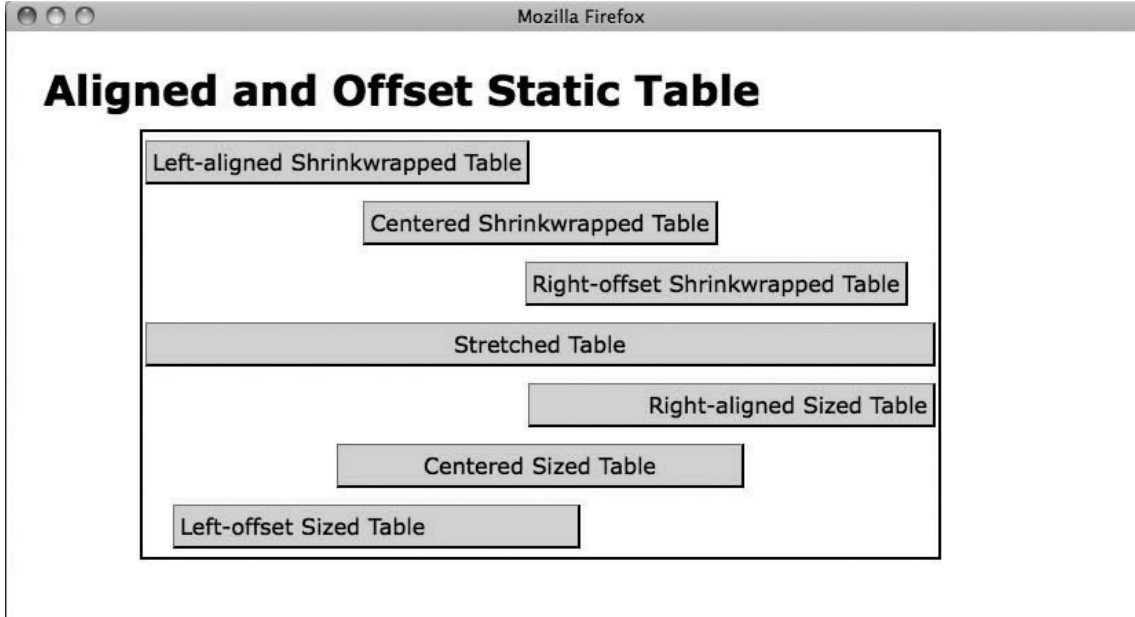 Mozilla Firefox
Aligned and Offset Static Table
Left-aligned Shrinkwrapped Table
Centered Shrinkwrapped Table
Right-offset Shrinkwrapped Table
Stretched Table
Right-aligned Sized Table
Centered Sized Table
Left-offset Sized Table